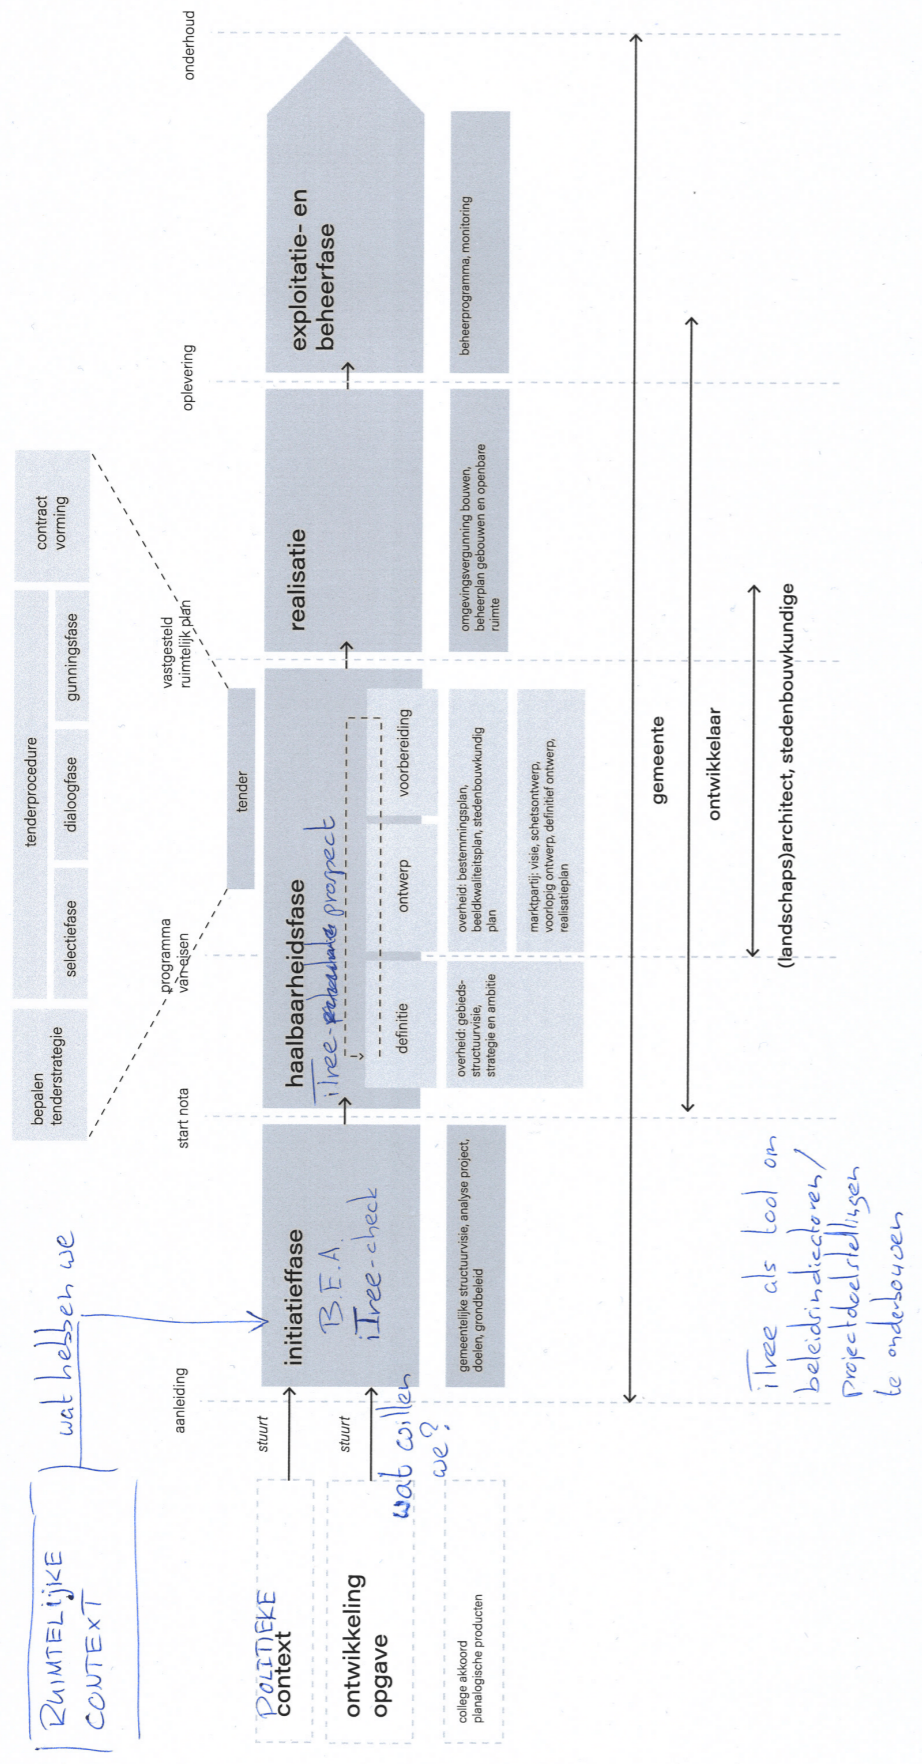 RUIMTELIJKE
CONTEXT
wat hebben we
bepalen
tenderstrategie
tenderprocedure
selectiefase
dialoogfase
gunningsfase
contract
vorming
aanleiding
start nota
programma
van eisen
vastgesteld
ruimtelijk plan
oplevering
onderhoud
tender
POLITIEKE
context
ontwikkeling
opgave
college akkoord
planalogische producten
stuurt
stuurt
wat willen
we?
initiatieffase
B.E.A.
iTree-check
gemeentelijke structuurvisie, analyse project,
doelen, grondbeleid
haalbaarheidsfase
iTree- prospect
definitie
ontwerp
voorbereiding
overheid: gebieds-
structuurvisie,
strategie en ambitie
overheid: bestemmingsplan,
beeldkwaliteitsplan, stedenbouwkundig
plan
marktpartij: visie, schetsontwerp,
voorlopig ontwerp, definitief ontwerp,
realisatieplan
realisatie
omgevingsvergunning bouwen,
beheerplan gebouwen en openbare
ruimte
exploitatie- en
beheerfase
beheerprogramma, monitoring
gemeente
ontwikkelaar
(landschaps)architect, stedenbouwkundige
iTree als tool om
beleidsindicatoren/
projectdoelstellingen
te onderbouwen